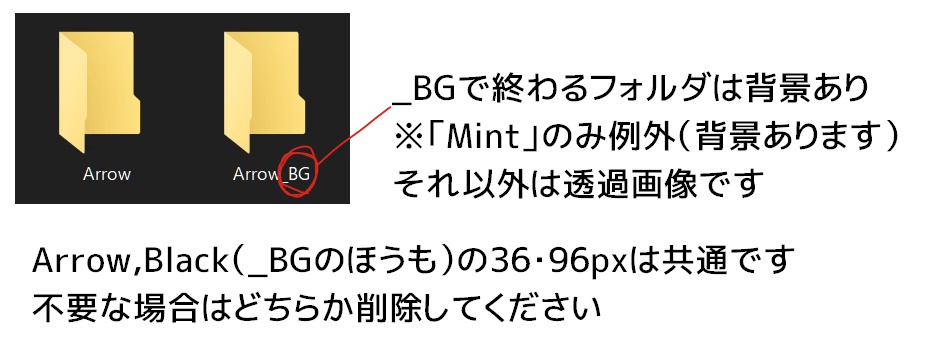 Arrow
Arrow_BG
_BGで終わるフォルダは背景あり
※「Mint」のみ例外(背景あります)
それ以外は透過画像です
Arrow,Black(_BGのほうも)の36・96pxは共通です
不要な場合はどちらか削除してください